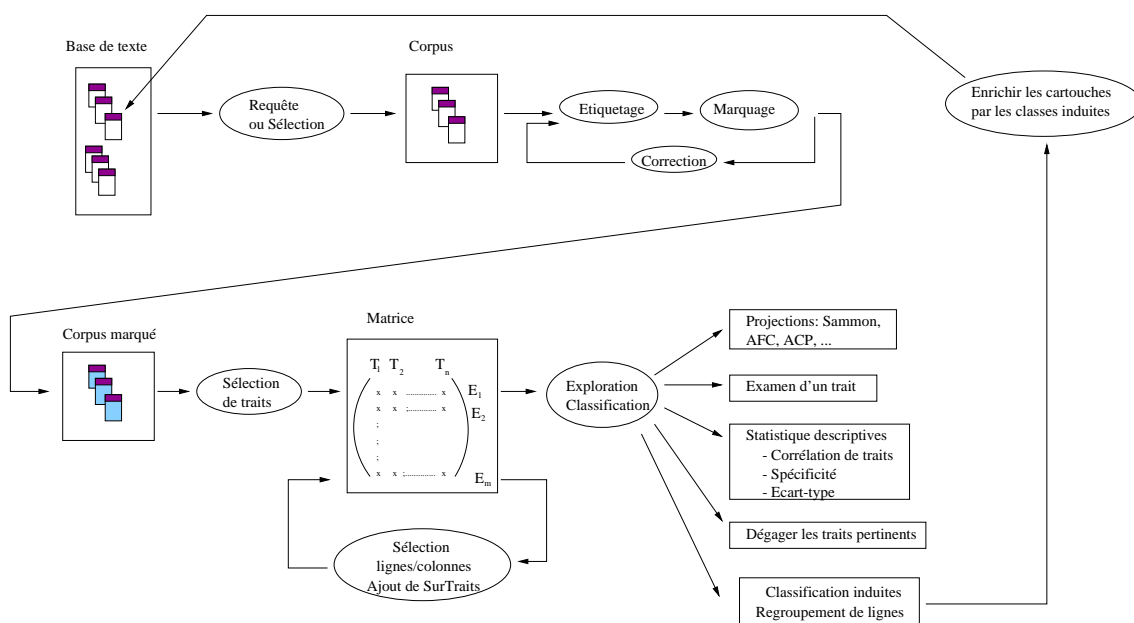 Base de texte
Corpus
Requête
ou Sélection
Etiquetage
Marquage
Correction
Enrichir les cartouches
par les classes induites
Corpus marqué
Sélection
de traits
Matrice
T1 T2 Tn
x x ............... x E1
x x ;.............. x E2
;
;
;
x x ;.............. x Em
Sélection
lignes/colonnes
Ajout de SurTraits
Exploration
Classification
Projections: Sammon,
AFC, ACP, ...
Examen d'un trait
Statistique descriptives
- Corrélation de traits
- Spécificité
- Ecart-type
Dégager les traits pertinents
Classification induites
Regroupement de lignes